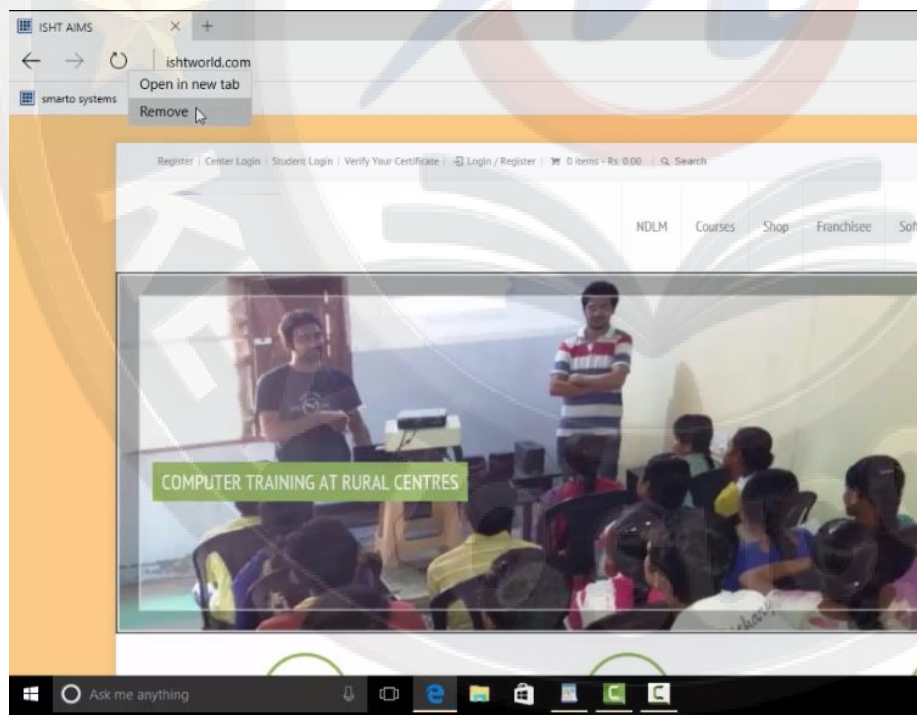 ISHT AIMS
ishtworld.com
Open in new tab
smarto systems
Remove
Register | Center Login | Student Login | Verify Your Certificate | Login / Register | 0 items - Rs. 0.00 | Search
NDLM Courses Shop Franchisee Sof
COMPUTER TRAINING AT RURAL CENTRES
Ask me anything